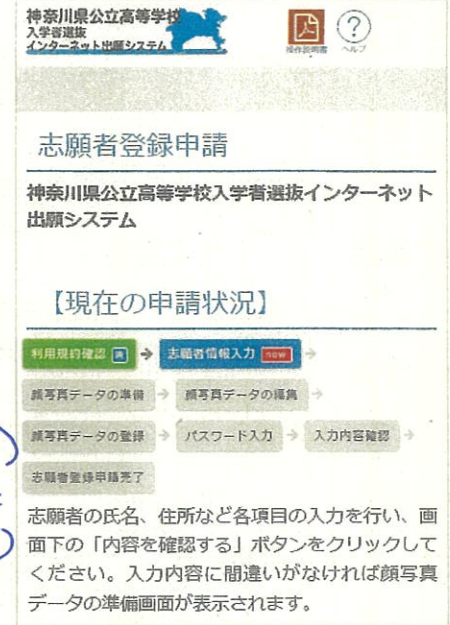 神奈川県公立高等学校
入学者選抜
インターネット出願システム
操作説明書
ヘルプ
志願者登録申請
神奈川県公立高等学校入学者選抜インターネット
出願システム
【現在の申請状況】
利用規約確認 済 → 志願者情報入力 now →
顔写真データの準備 → 顔写真データの編集 →
顔写真データの登録 → パスワード入力 → 入力内容確認 →
志願者登録申請完了
志願者の氏名、住所など各項目の入力を行い、画
面下の「内容を確認する」ボタンをクリックして
ください。入力内容に間違いがなければ顔写真
データの準備画面が表示されます。